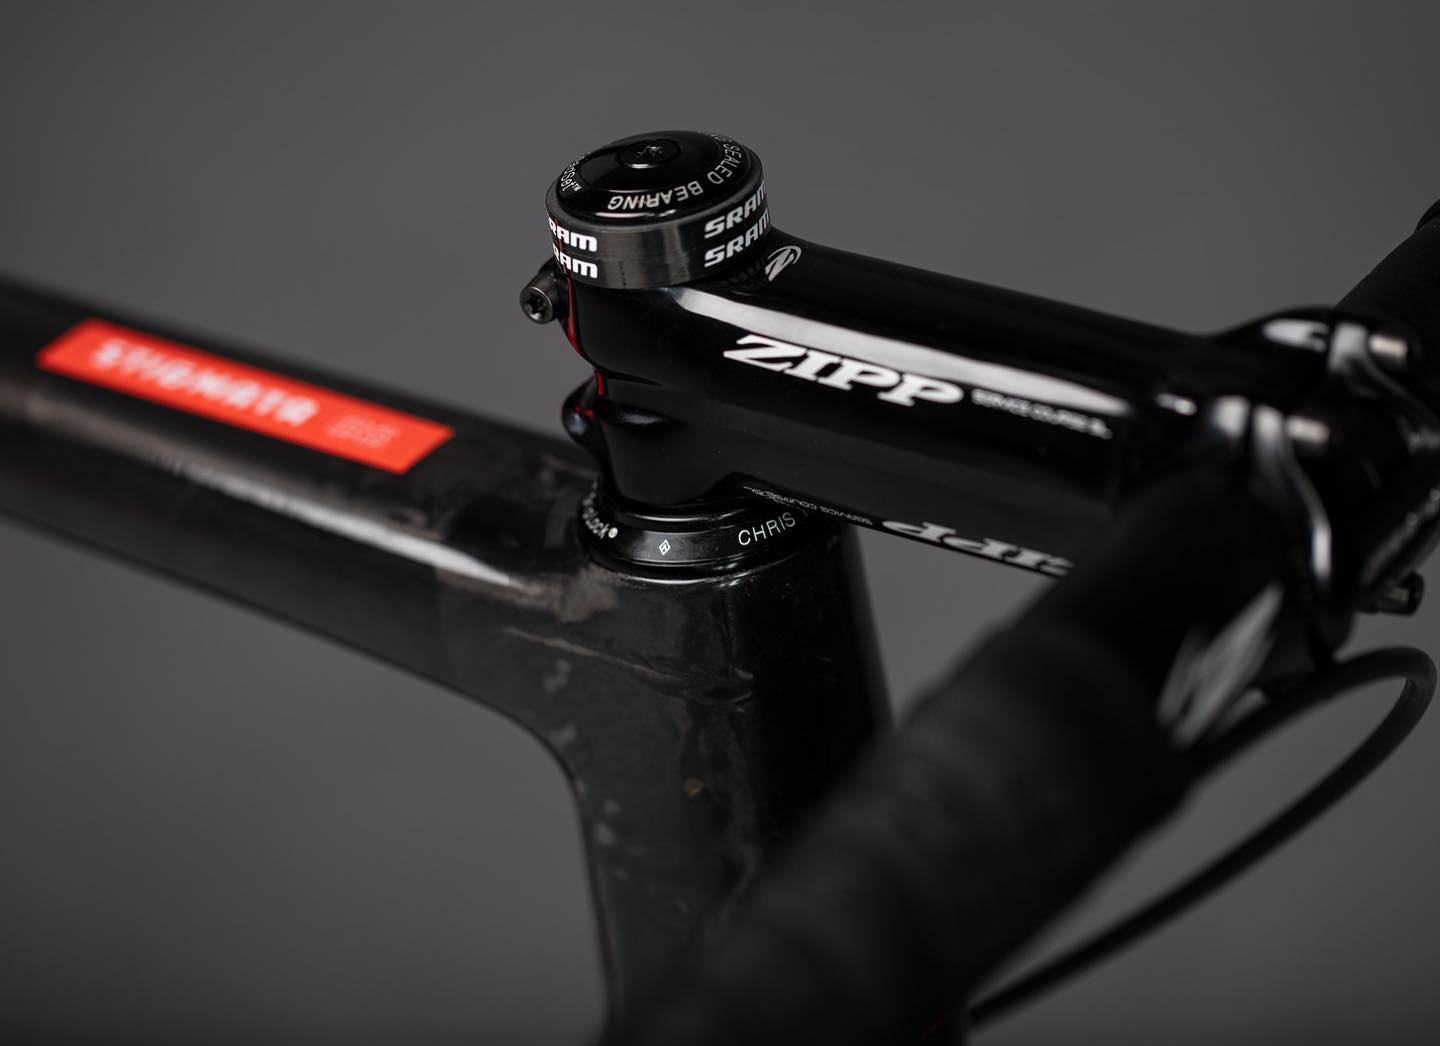 SEALED BEARING
SRAM
SRAM
SRAM
SRAM
ZIPP
SERVICE COURSE
STIGMATA
CHRIS
SERVICE COURSE SL
ZIPP